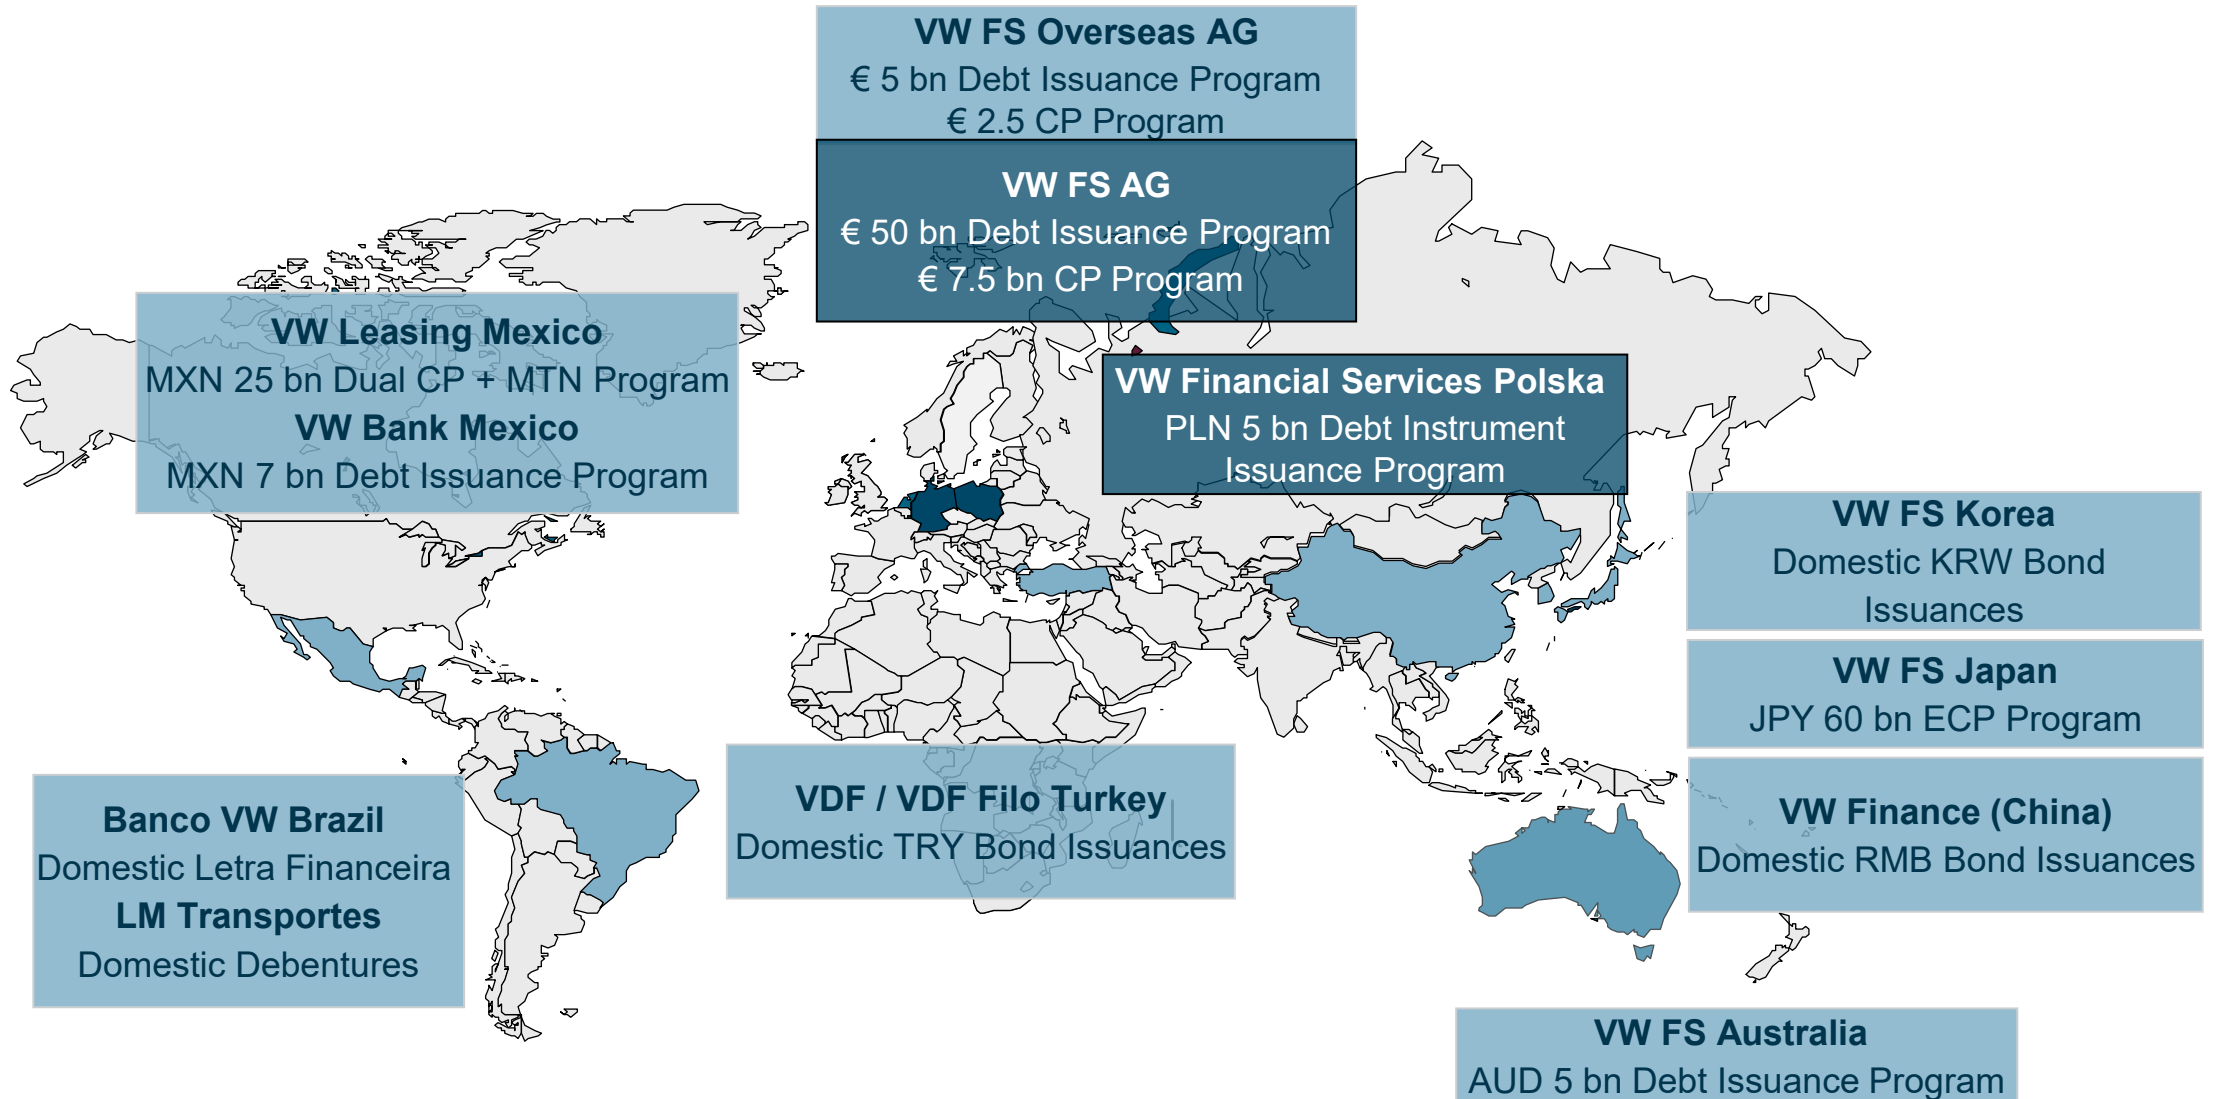 VW FS Overseas AG
€ 5 bn Debt Issuance Program
€ 2.5 CP Program
VW FS AG
€ 50 bn Debt Issuance Program
€ 7.5 bn CP Program
VW Leasing Mexico
MXN 25 bn Dual CP + MTN Program
VW Bank Mexico
MXN 7 bn Debt Issuance Program
VW Financial Services Polska
PLN 5 bn Debt Instrument
Issuance Program
VW FS Korea
Domestic KRW Bond
Issuances
VW FS Japan
JPY 60 bn ECP Program
VW Finance (China)
Domestic RMB Bond Issuances
VDF / VDF Filo Turkey
Domestic TRY Bond Issuances
Banco VW Brazil
Domestic Letra Financeira
LM Transportes
Domestic Debentures
VW FS Australia
AUD 5 bn Debt Issuance Program